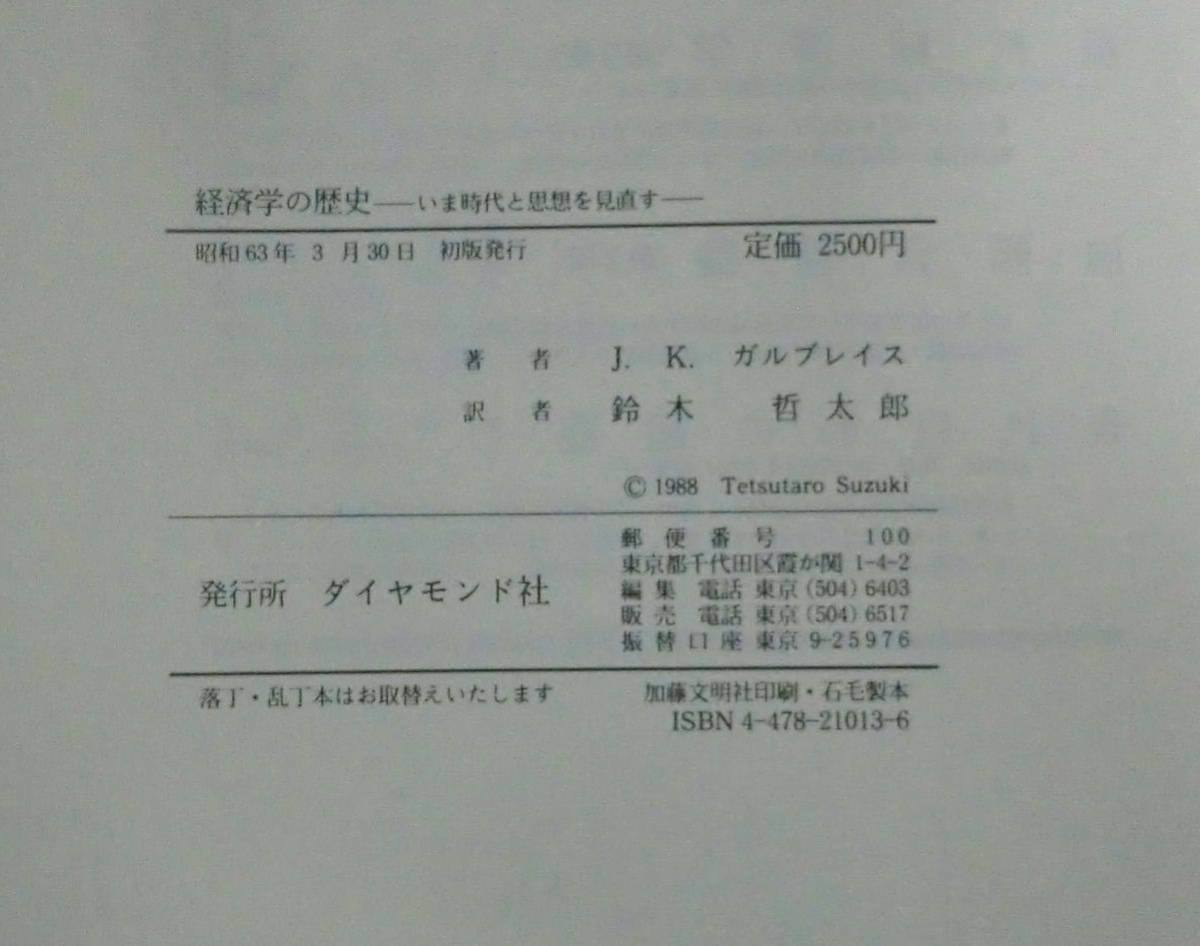 経済学の歴史――いま時代と思想を見直す――
昭和63年 3 月30日 初版発行 定価 2500円
著 者 J. K. ガルブレイス
訳 者 鈴 木 哲 太 郎
© 1988 Tetsutaro Suzuki
郵 便 番 号 100
東京都千代田区霞が関 1-4-2
発行所 ダイヤモンド社
編 集 電話 東京 (504) 6403
販 売 電話 東京 (504) 6517
振 替 口 座 東京 9-25976
落丁・乱丁本はお取替えいたします 加藤文明社印刷・石毛製本
ISBN 4-478-21013-6